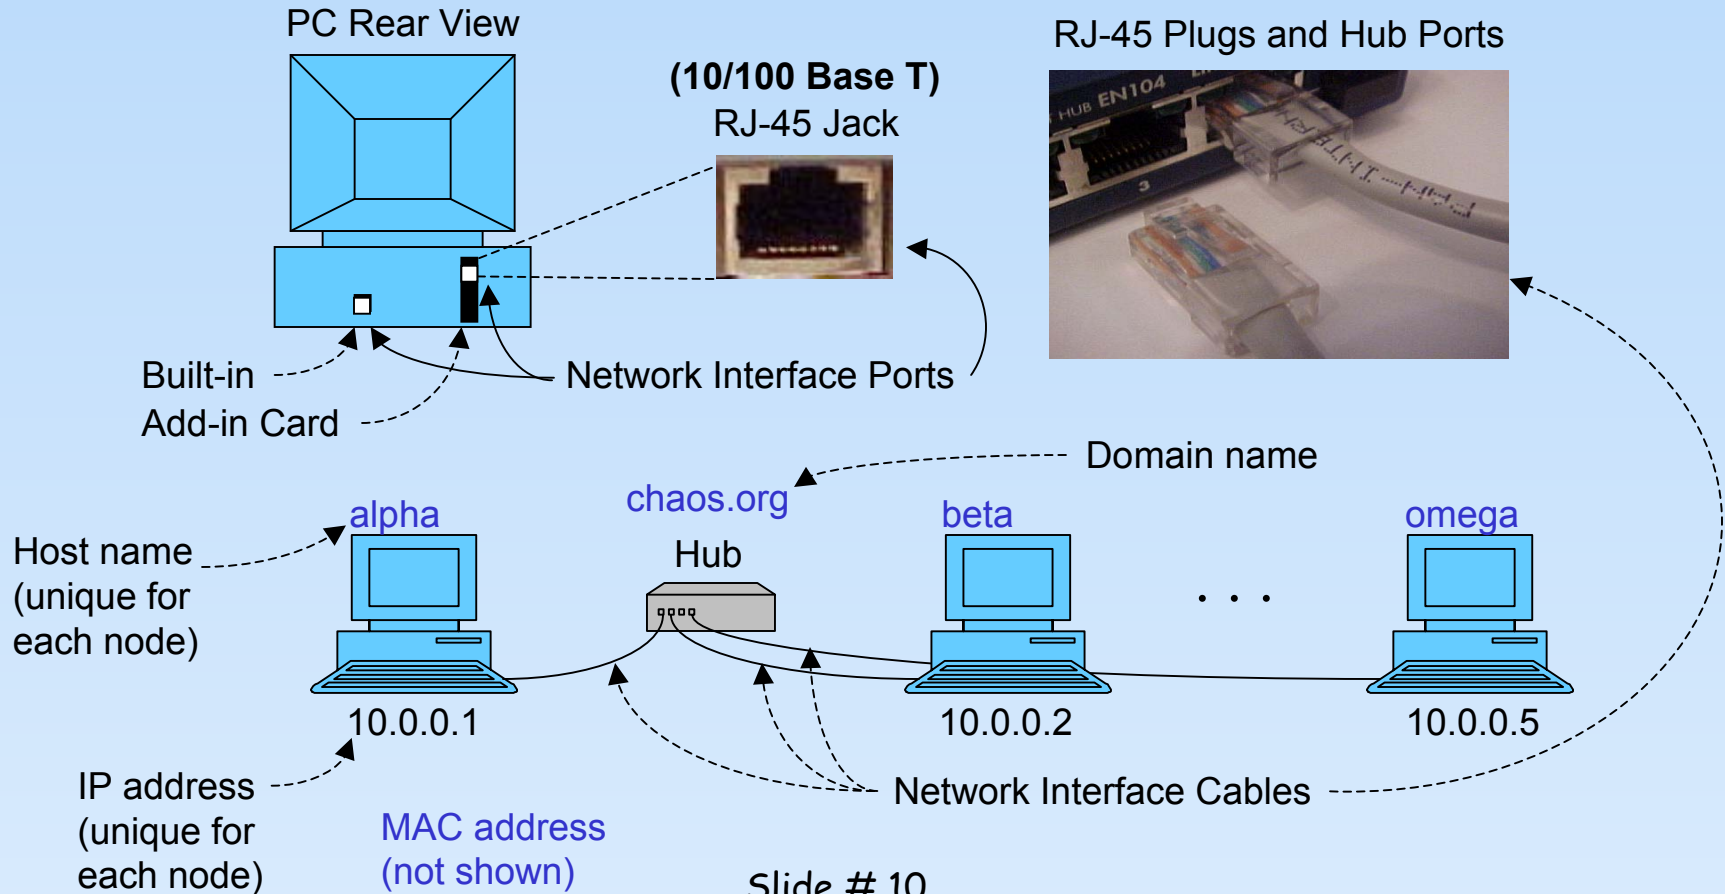 PC Rear View
RJ-45 Plugs and Hub Ports
(10/100 Base T)
RJ-45 Jack
HUB EN104
3
Built-in
Network Interface Ports
Add-in Card
Domain name
chaos.org
alpha
beta
omega
Host name
(unique for
each node)
Hub
. . .
10.0.0.1
10.0.0.2
10.0.0.5
IP address
(unique for
each node)
Network Interface Cables
MAC address
(not shown)
Slide # 10